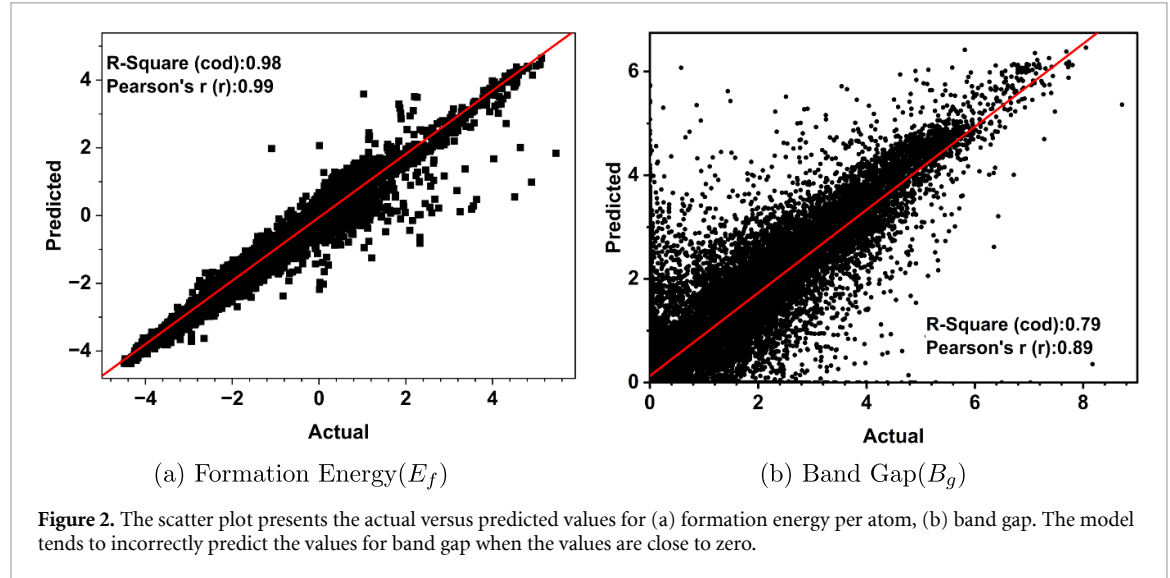 R-Square (cod):0.98
Pearson's r (r):0.99
4
2
0
−2
−4
Predicted
−4 −2 0 2 4
Actual
(a) Formation Energy(E_f)
6
4
2
0
Predicted
R-Square (cod):0.79
Pearson's r (r):0.89
0 2 4 6 8
Actual
(b) Band Gap(B_g)
Figure 2. The scatter plot presents the actual versus predicted values for (a) formation energy per atom, (b) band gap. The model
tends to incorrectly predict the values for band gap when the values are close to zero.